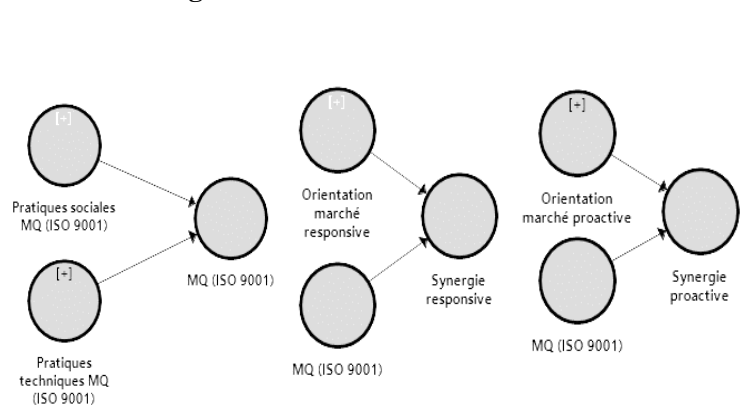 [+]
Pratiques sociales
MQ (ISO 9001)
[+]
Pratiques
techniques MQ
(ISO 9001)
MQ (ISO 9001)
[+]
Orientation
marché
responsive
MQ (ISO 9001)
Synergie
responsive
[+]
Orientation
marché proactive
MQ (ISO 9001)
Synergie
proactive